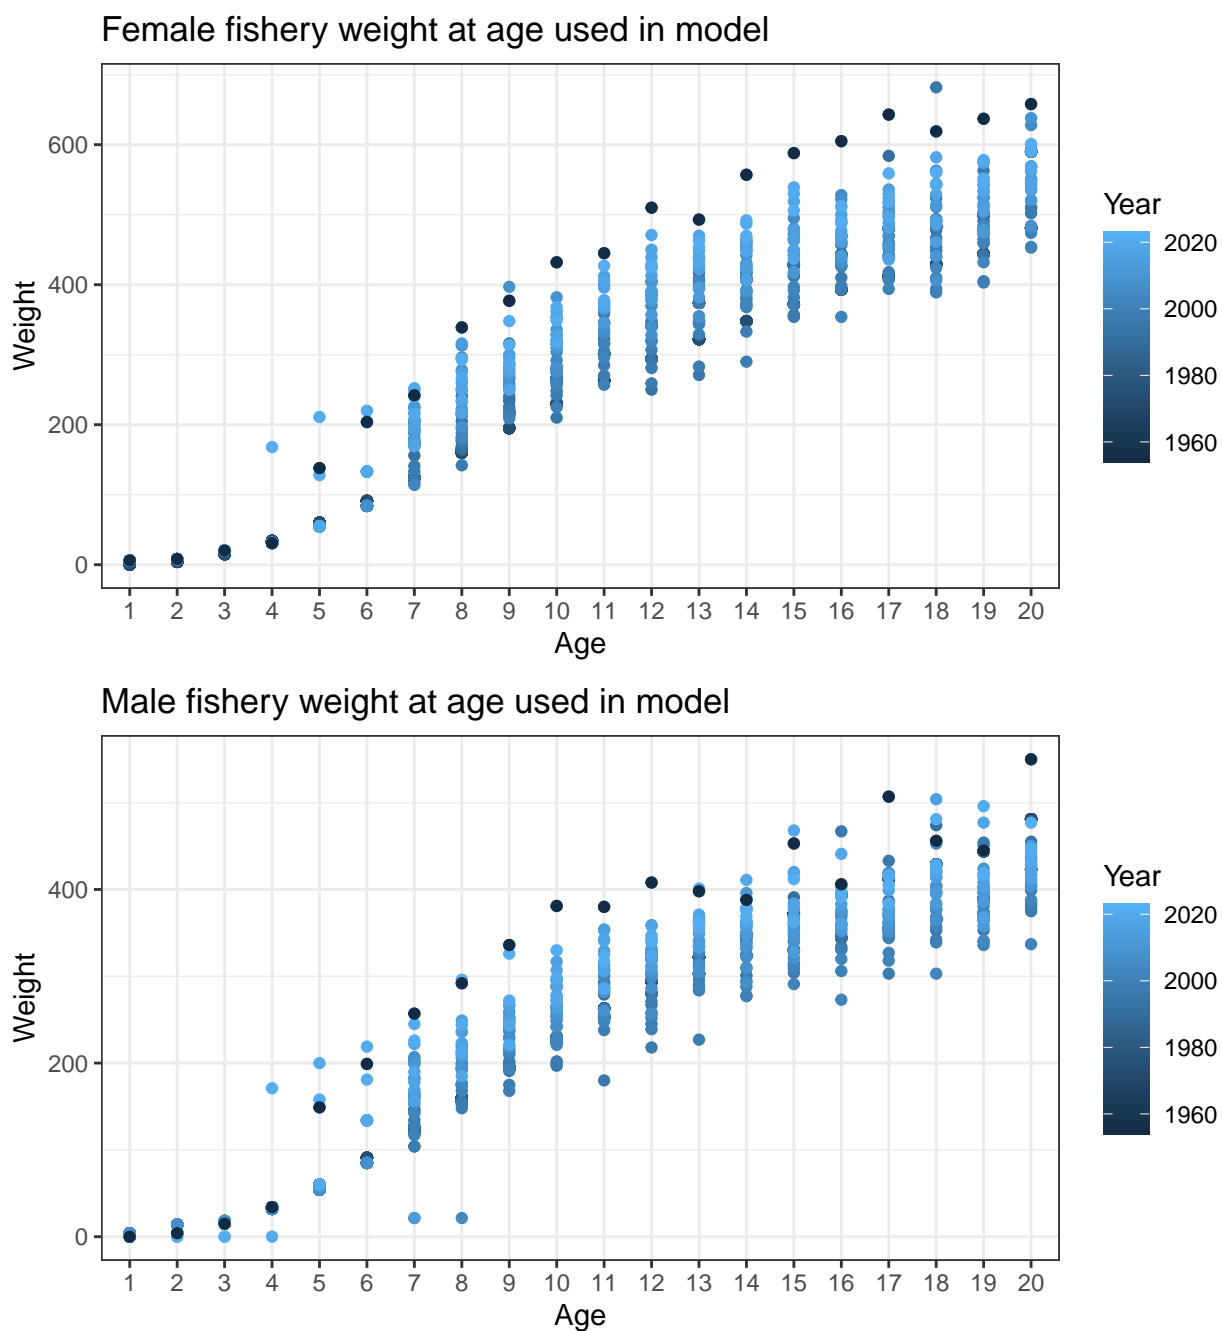 Female fishery weight at age used in model
Weight
600
400
200
0
1 2 3 4 5 6 7 8 9 10 11 12 13 14 15 16 17 18 19 20
Age
Year
2020
2000
1980
1960
Male fishery weight at age used in model
Weight
400
200
0
1 2 3 4 5 6 7 8 9 10 11 12 13 14 15 16 17 18 19 20
Age
Year
2020
2000
1980
1960